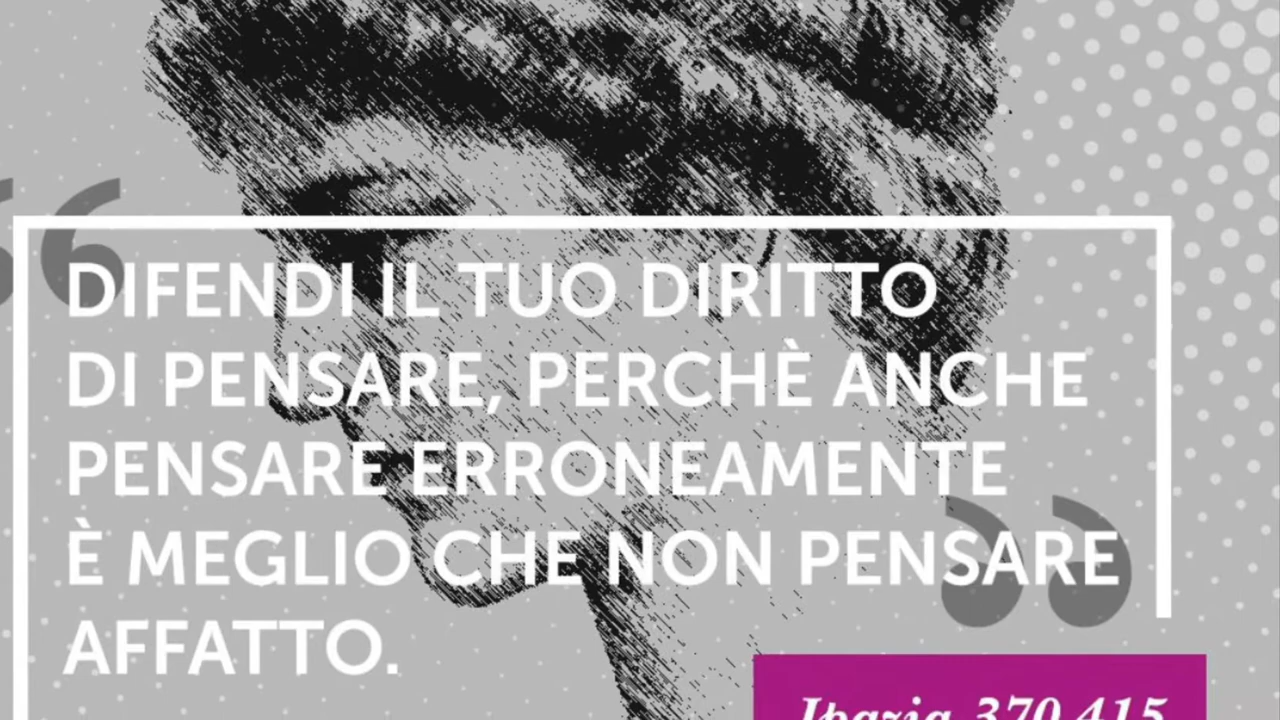 DIFENDI IL TUO DIRITTO
DI PENSARE, PERCHÈ ANCHE
PENSARE ERRONEAMENTE
È MEGLIO CHE NON PENSARE
AFFATTO.
Ipazia 370 415